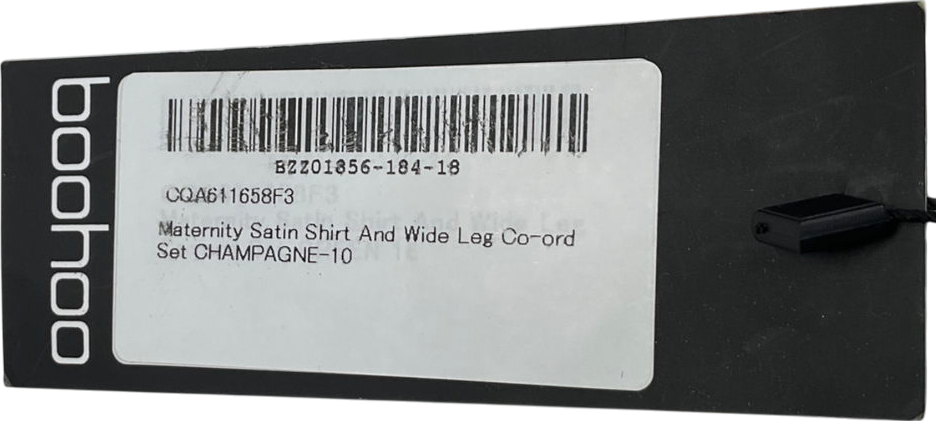 boohoo
BZZ01856-184-18
CQA611658F3
Maternity Satin Shirt And Wide Leg Co-ord
Set CHAMPAGNE-10